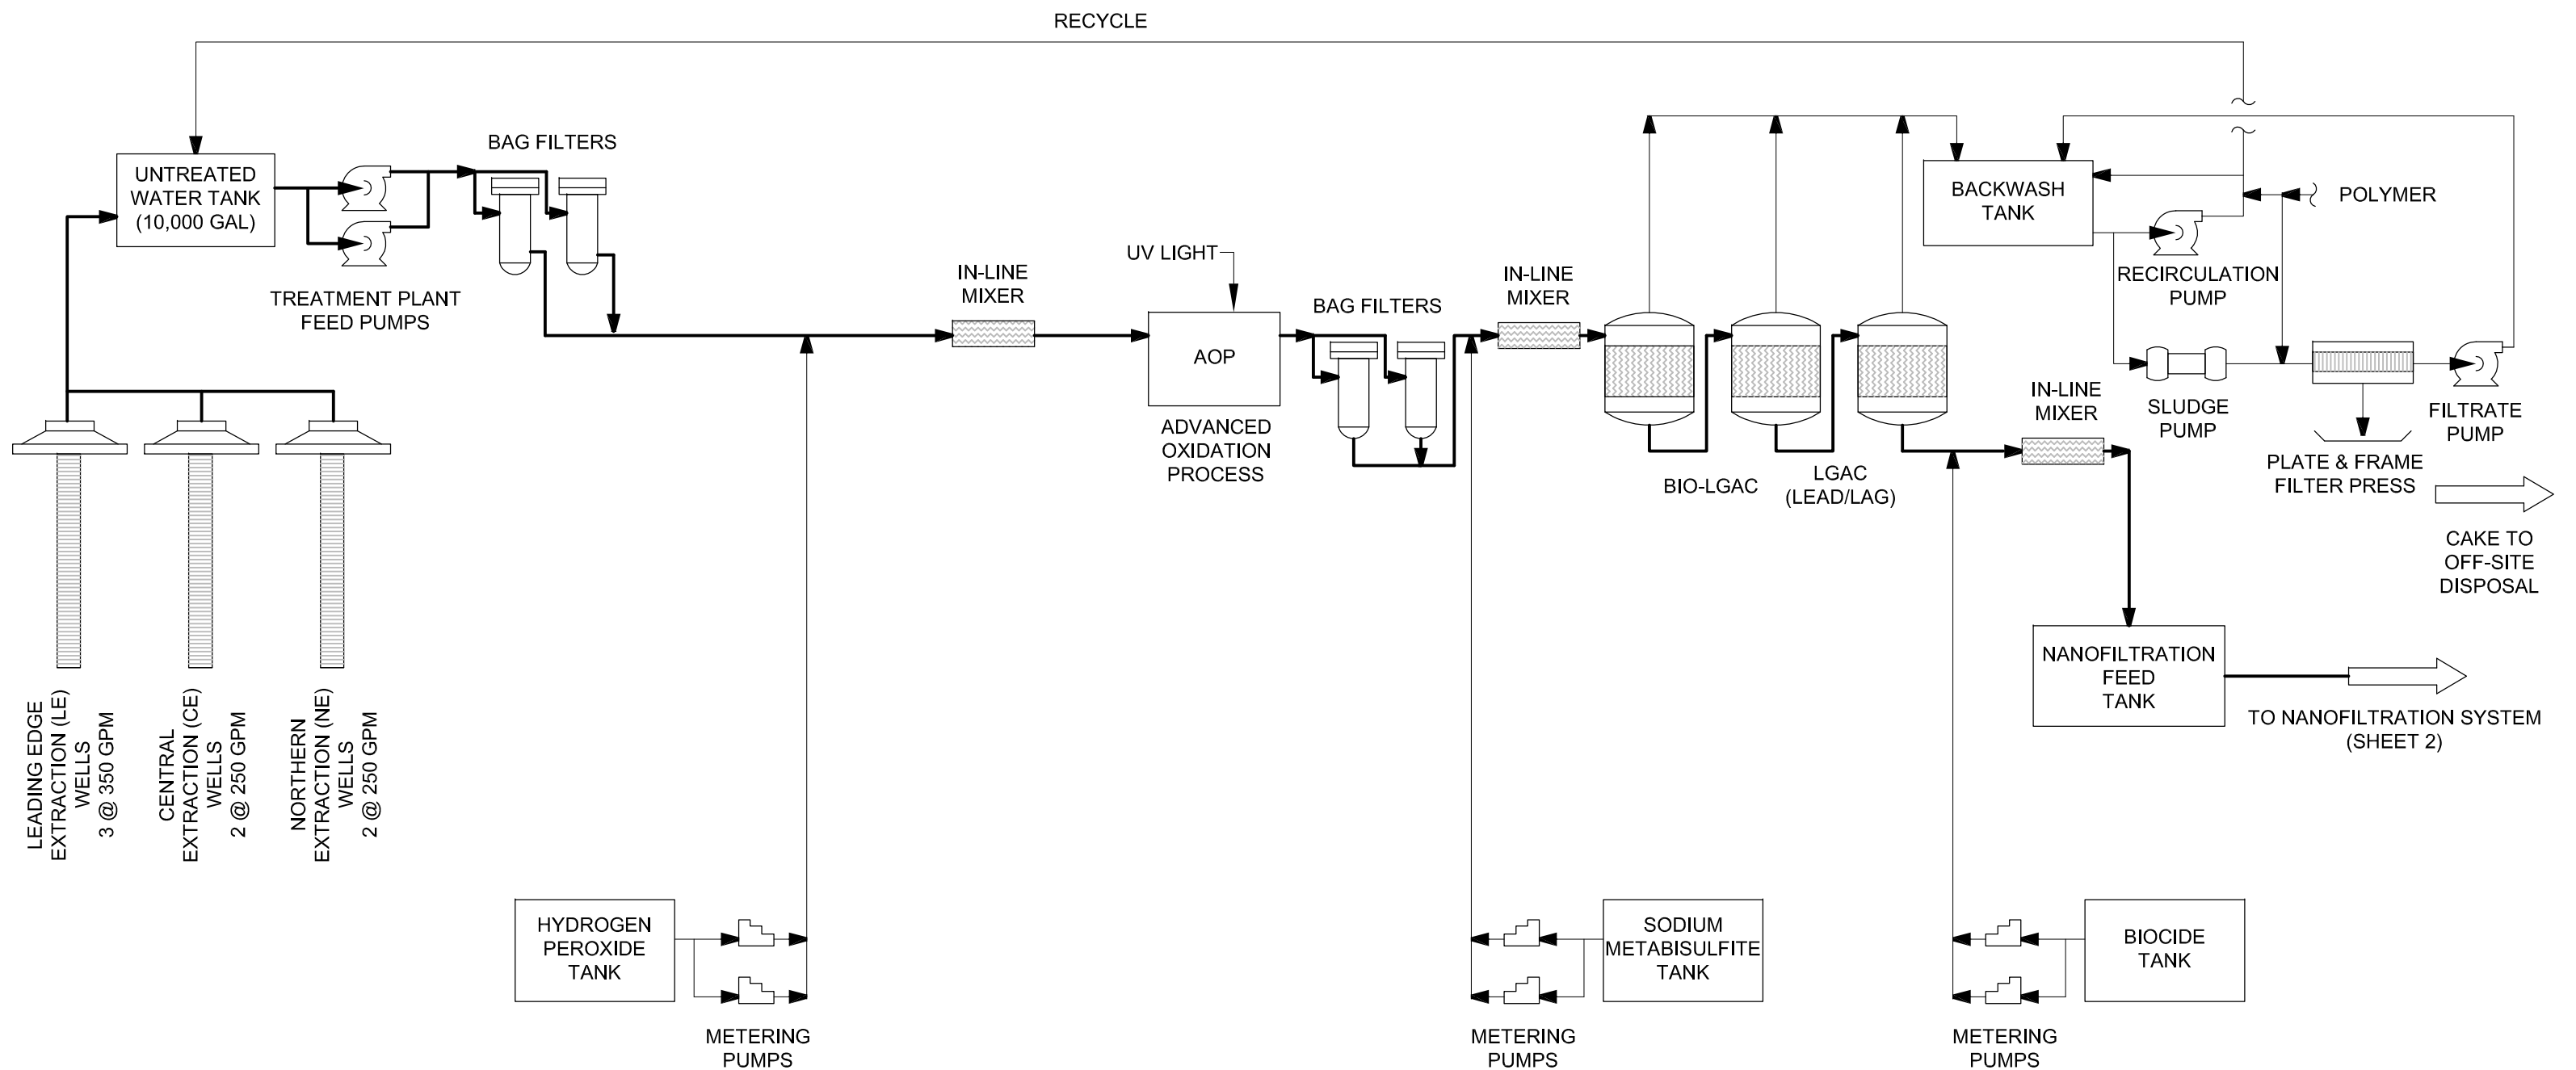 RECYCLE
BAG FILTERS
UNTREATED
WATER TANK
(10,000 GAL)
TREATMENT PLANT
FEED PUMPS
IN-LINE
MIXER
UV LIGHT
AOP
ADVANCED
OXIDATION
PROCESS
BAG FILTERS
IN-LINE
MIXER
BIO-LGAC
LGAC
(LEAD/LAG)
BACKWASH
TANK
POLYMER
RECIRCULATION
PUMP
SLUDGE
PUMP
PLATE & FRAME
FILTER PRESS
FILTRATE
PUMP
CAKE TO
OFF-SITE
DISPOSAL
IN-LINE
MIXER
NANOFILTRATION
FEED
TANK
TO NANOFILTRATION SYSTEM
(SHEET 2)
LEADING EDGE
EXTRACTION (LE)
WELLS
3 @ 350 GPM
CENTRAL
EXTRACTION (CE)
WELLS
2 @ 250 GPM
NORTHERN
EXTRACTION (NE)
WELLS
2 @ 250 GPM
HYDROGEN
PEROXIDE
TANK
METERING
PUMPS
SODIUM
METABISULFITE
TANK
METERING
PUMPS
BIOCIDE
TANK
METERING
PUMPS